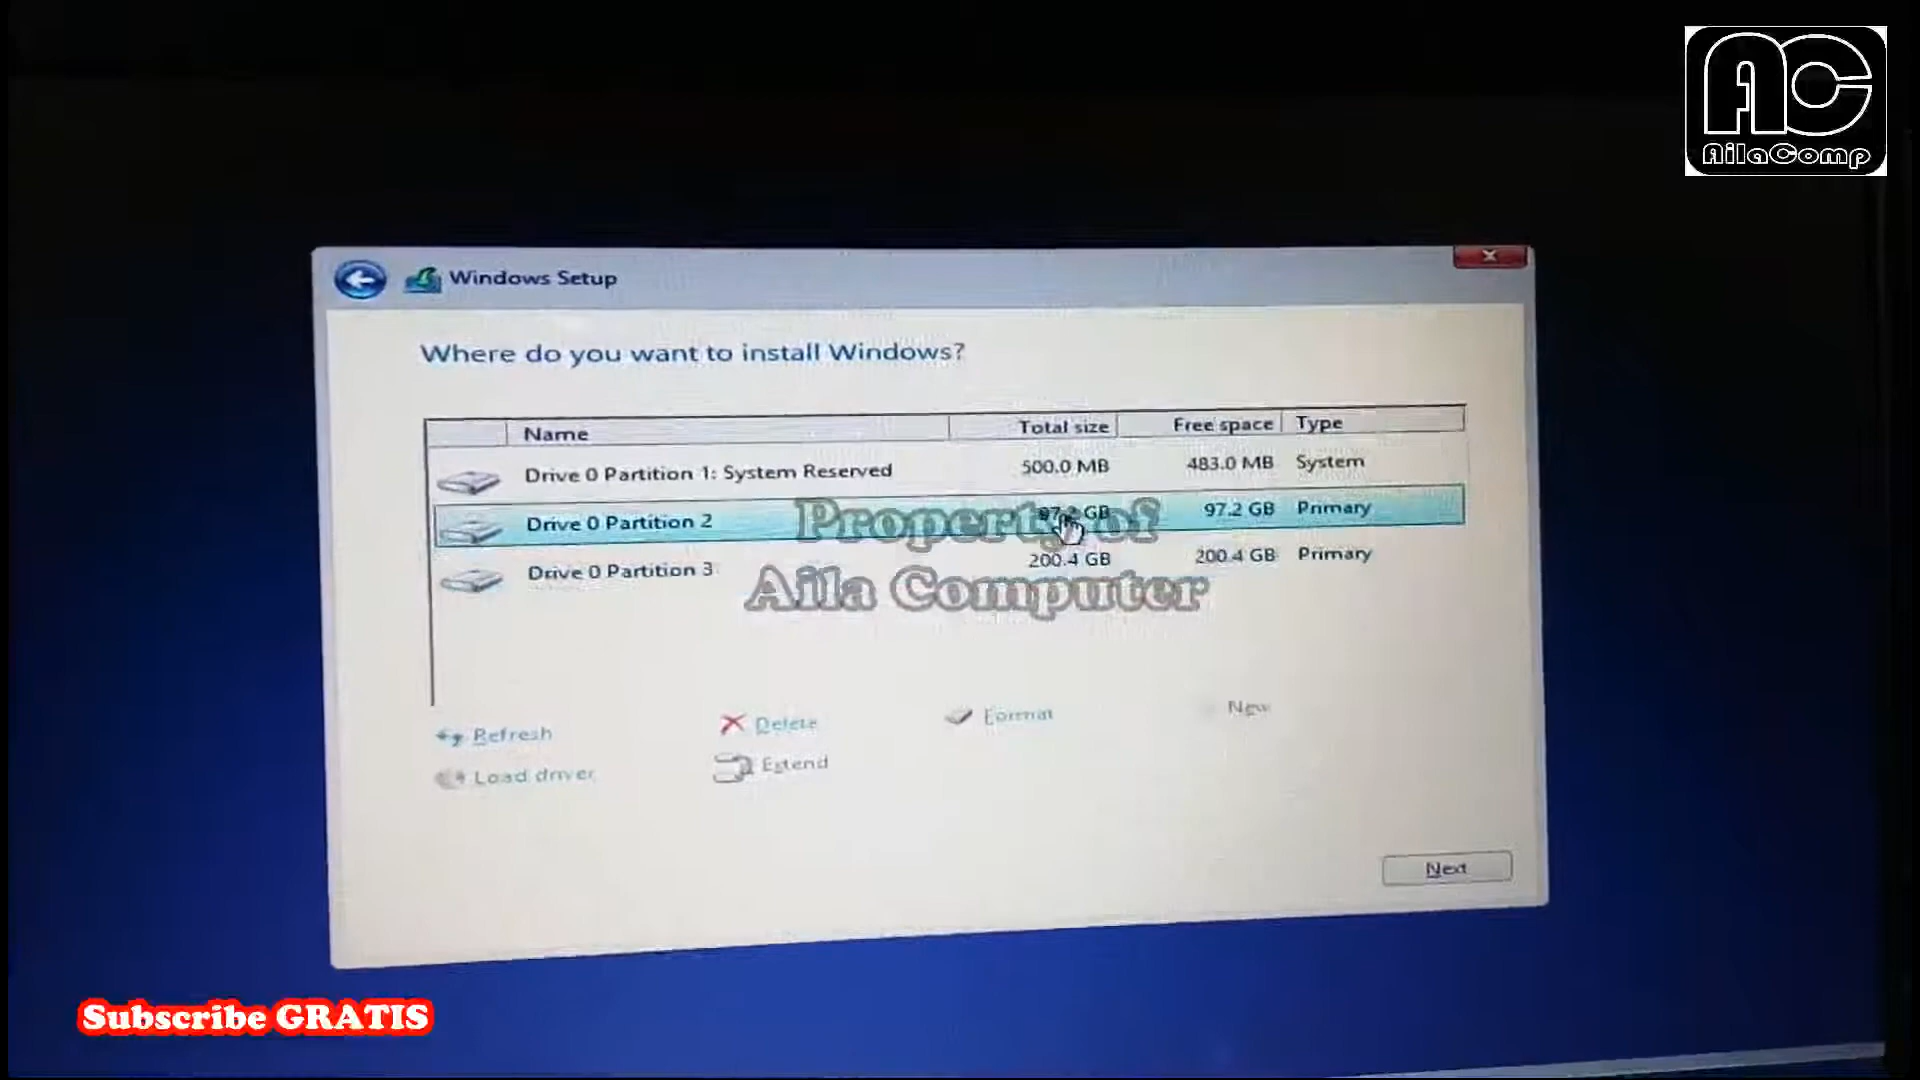 AC
AilaComp
Windows Setup
Where do you want to install Windows?
Name Total size Free space Type
Drive 0 Partition 1: System Reserved 500.0 MB 483.0 MB System
Drive 0 Partition 2 97.2 GB 97.2 GB Primary
Drive 0 Partition 3 200.4 GB 200.4 GB Primary
Property of
Aila Computer
Refresh Delete Format New
Load driver Extend
Next
Subscribe GRATIS